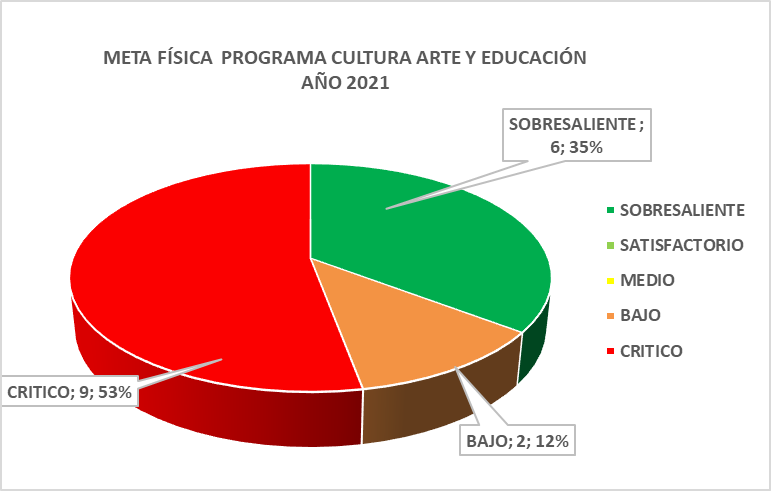 META FÍSICA PROGRAMA CULTURA ARTE Y EDUCACIÓN
AÑO 2021
SOBRESALIENTE ;
6; 35%
SOBRESALIENTE
SATISFACTORIO
MEDIO
BAJO
CRITICO
CRITICO; 9; 53%
BAJO; 2; 12%